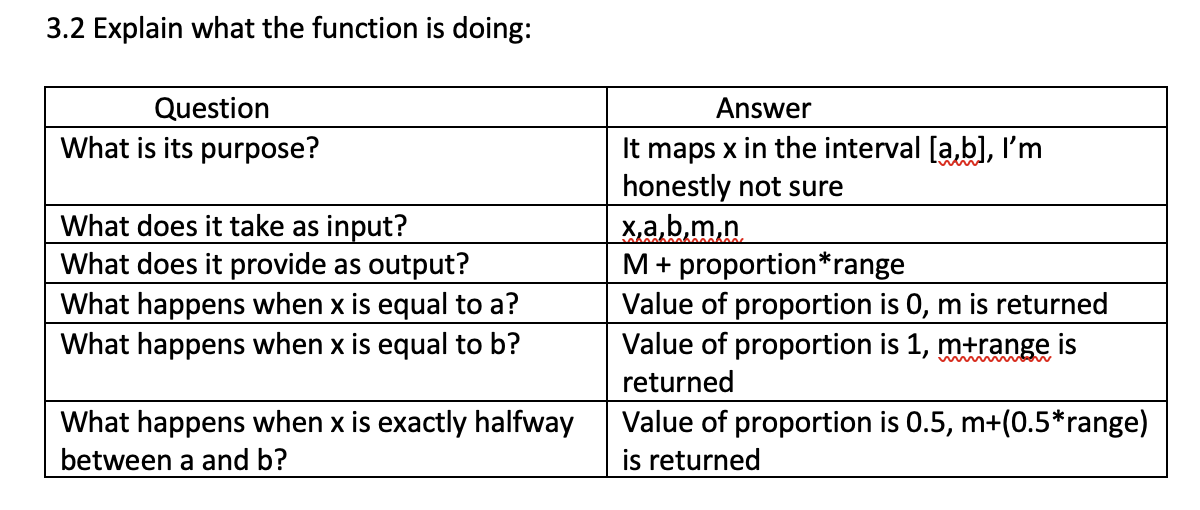 3.2 Explain what the function is doing:
Question Answer
What is its purpose? It maps x in the interval [a,b], I’m
honestly not sure
What does it take as input? x,a,b,m,n
What does it provide as output? M + proportion*range
What happens when x is equal to a? Value of proportion is 0, m is returned
What happens when x is equal to b? Value of proportion is 1, m+range is
returned
What happens when x is exactly halfway Value of proportion is 0.5, m+(0.5*range)
between a and b? is returned